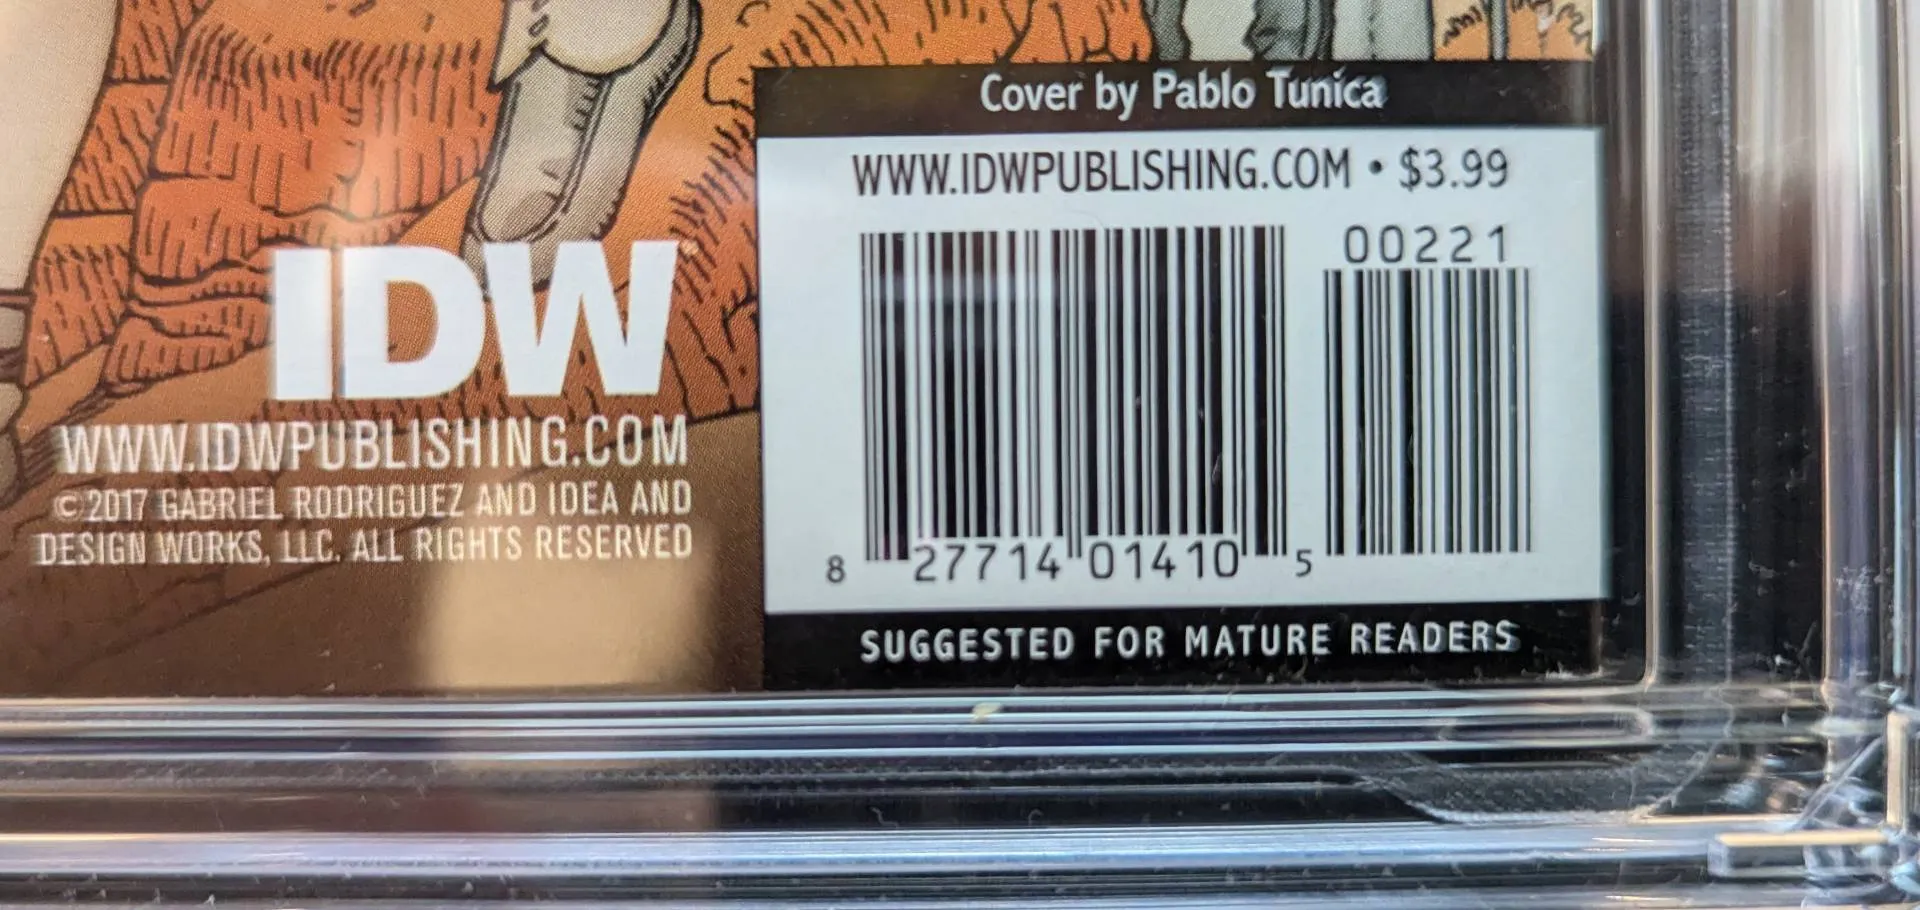 IDW
WWW.IDWPUBLISHING.COM
© 2017 GABRIEL RODRIGUEZ AND IDEA AND
DESIGN WORKS, LLC. ALL RIGHTS RESERVED
Cover by Pablo Tunica
WWW.IDWPUBLISHING.COM • $3.99
00221
8 27714 01410 5
SUGGESTED FOR MATURE READERS